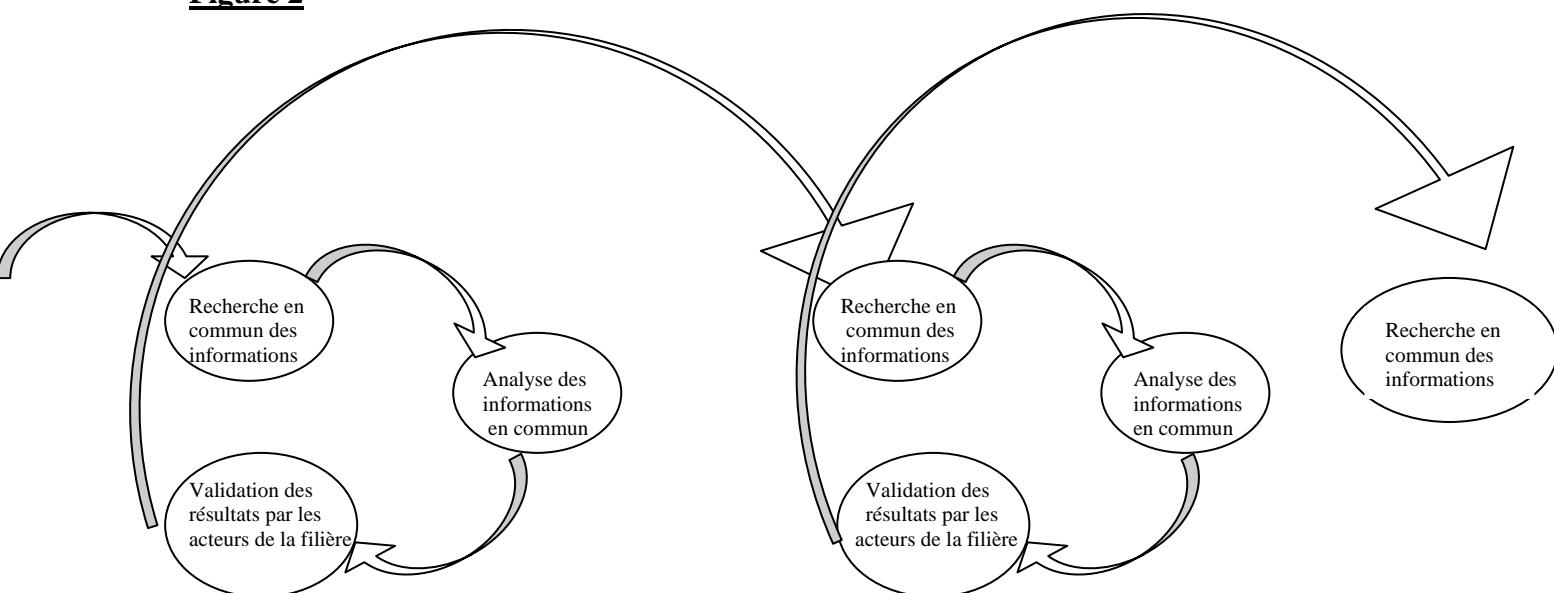 Figure 2
Recherche en
commun des
informations
Analyse des
informations
en commun
Validation des
résultats par les
acteurs de la filière
Recherche en
commun des
informations
Analyse des
informations
en commun
Validation des
résultats par les
acteurs de la filière
Recherche en
commun des
informations